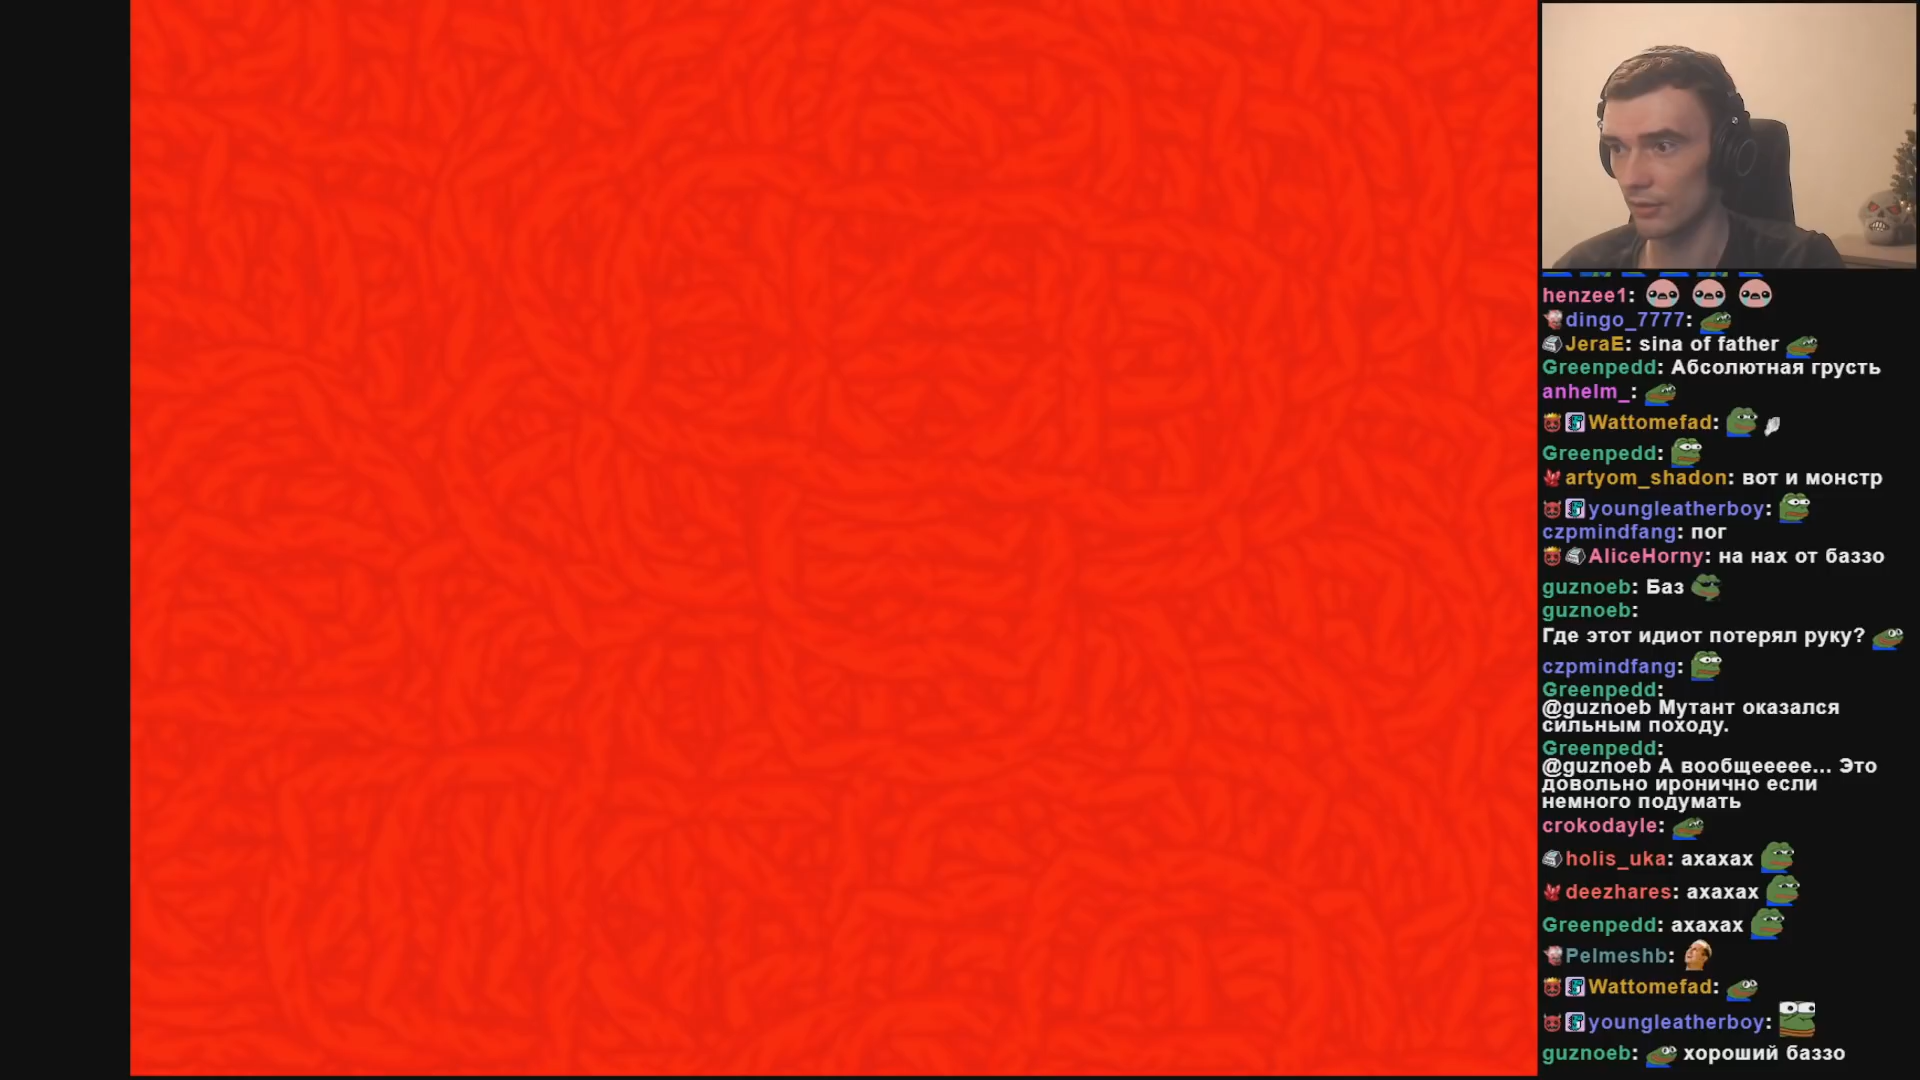 henzee1:
dingo_7777:
JeraE: sina of father
Greenpedd: Абсолютная грусть
anhelm_:
Wattomefad:
Greenpedd:
artyom_shadon: вот и монстр
youngleatherboy:
czpmindfang: пог
AliceHorny: на нах от баззо
guznoeb: Баз
guznoeb:
Где этот идиот потерял руку?
czpmindfang:
Greenpedd:
@guznoeb Мутант оказался
сильным походу.
Greenpedd:
@guznoeb А вообщеееее... Это
довольно иронично если
немного подумать
crokodayle:
holis_uka: ахахах
deezhares: ахахах
Greenpedd: ахахах
Pelmeshb:
Wattomefad:
youngleatherboy:
guznoeb: хороший баззо